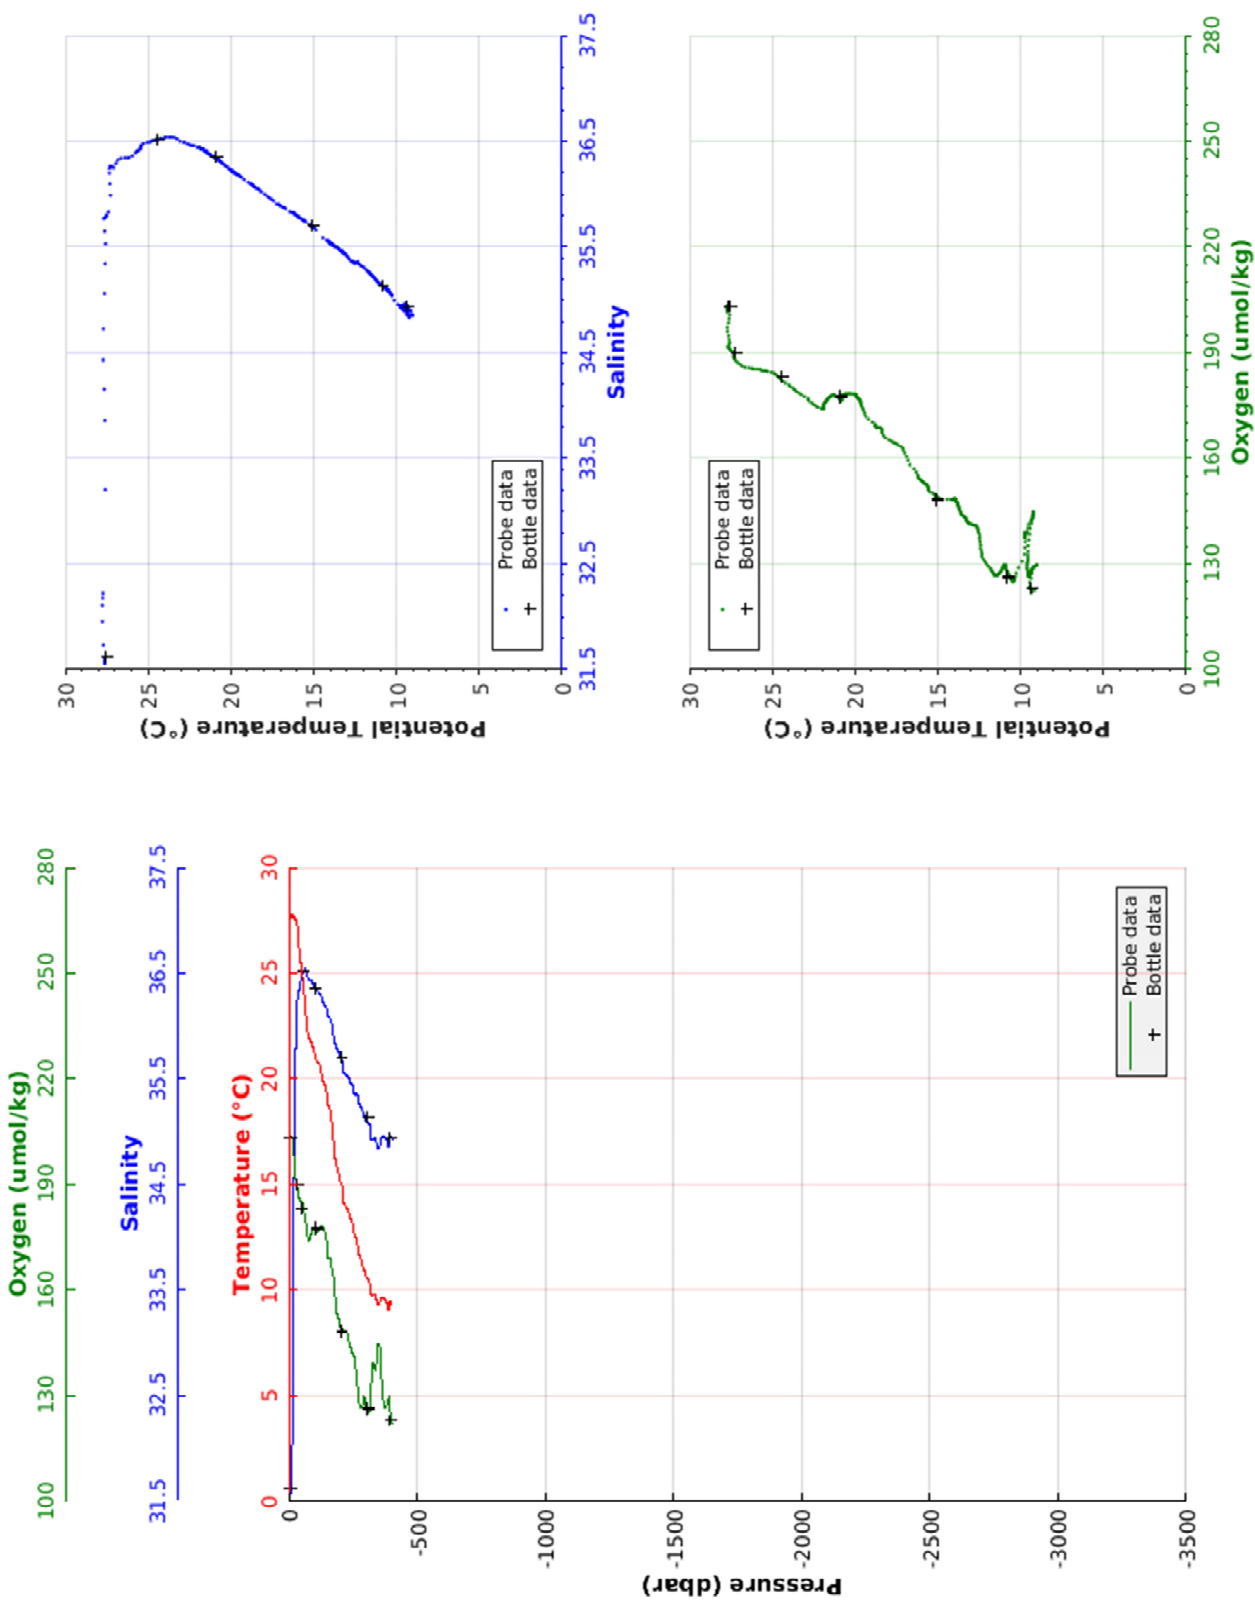 Oxygen (umol/kg)
100 130 160 190 220 250 280
Salinity
31.5 32.5 33.5 34.5 35.5 36.5 37.5
Temperature (°C)
0 5 10 15 20 25 30
0
-500
-1000
-1500
-2000
-2500
-3000
-3500
Pressure (dbar)
Probe data
Bottle data
30
25
20
15
10
5
0
Potential Temperature (°C)
Probe data
Bottle data
31.5 32.5 33.5 34.5 35.5 36.5 37.5
Salinity
30
25
20
15
10
5
0
Potential Temperature (°C)
Probe data
Bottle data
100 130 160 190 220 250 280
Oxygen (umol/kg)